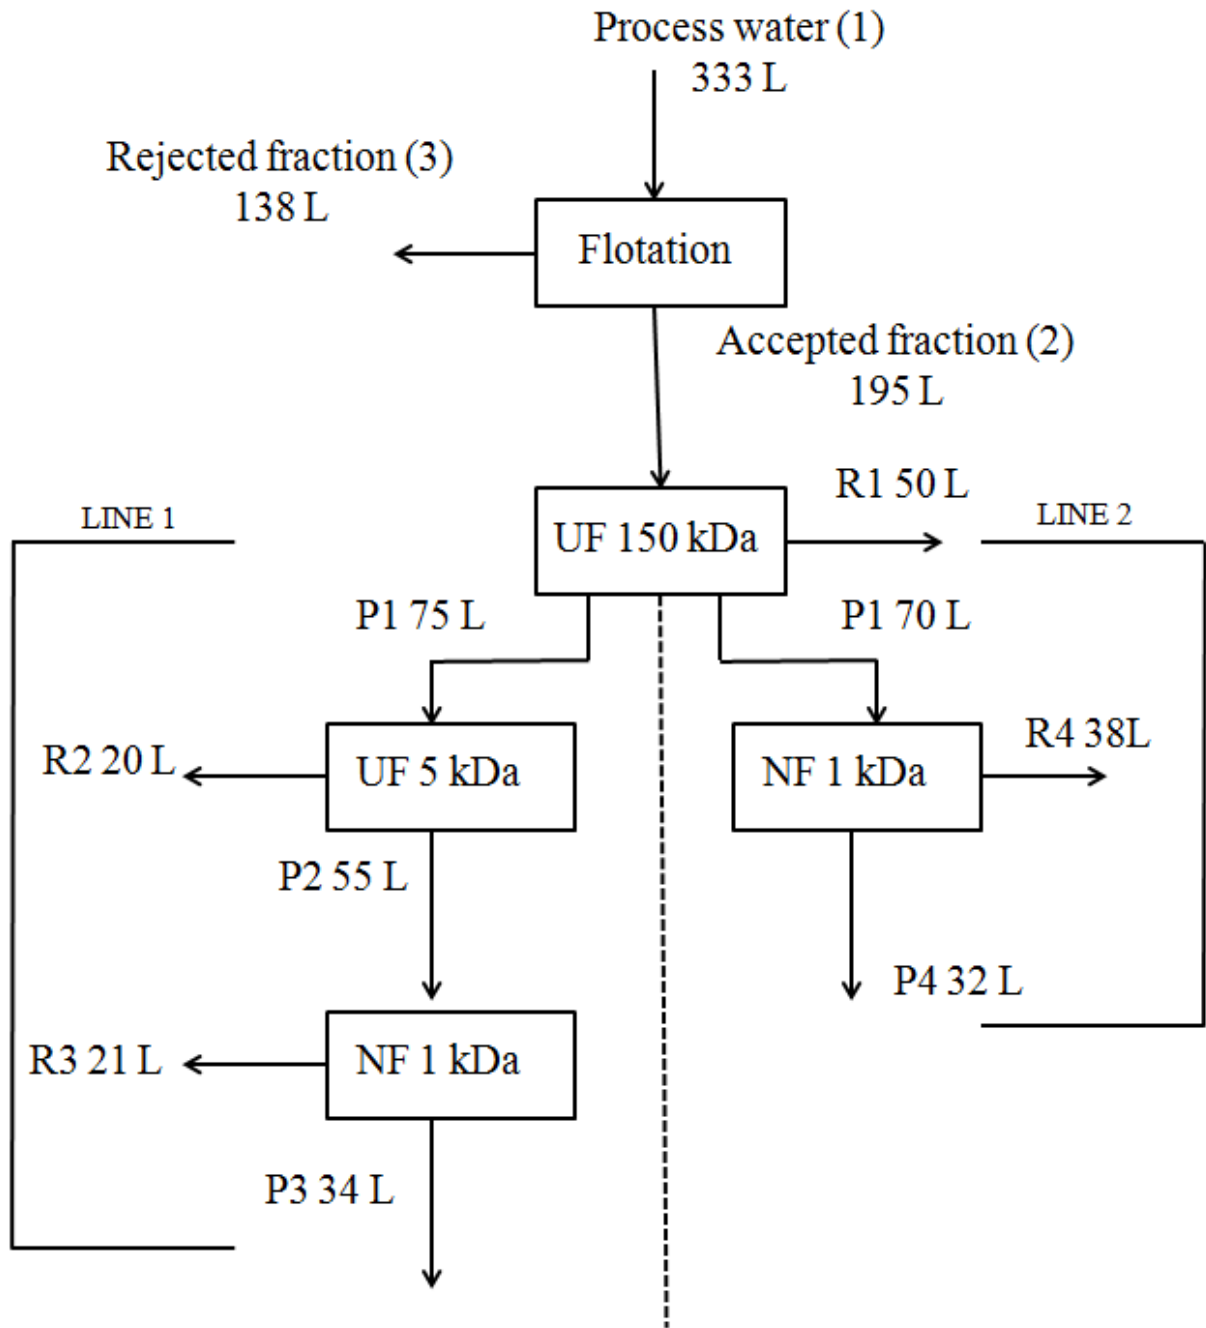 Process water (1)
333 L
Rejected fraction (3)
138 L
Flotation
Accepted fraction (2)
195 L
R1 50 L
LINE 1
LINE 2
UF 150 kDa
P1 75 L
P1 70 L
R2 20 L
UF 5 kDa
NF 1 kDa
R4 38L
P2 55 L
P4 32 L
R3 21 L
NF 1 kDa
P3 34 L